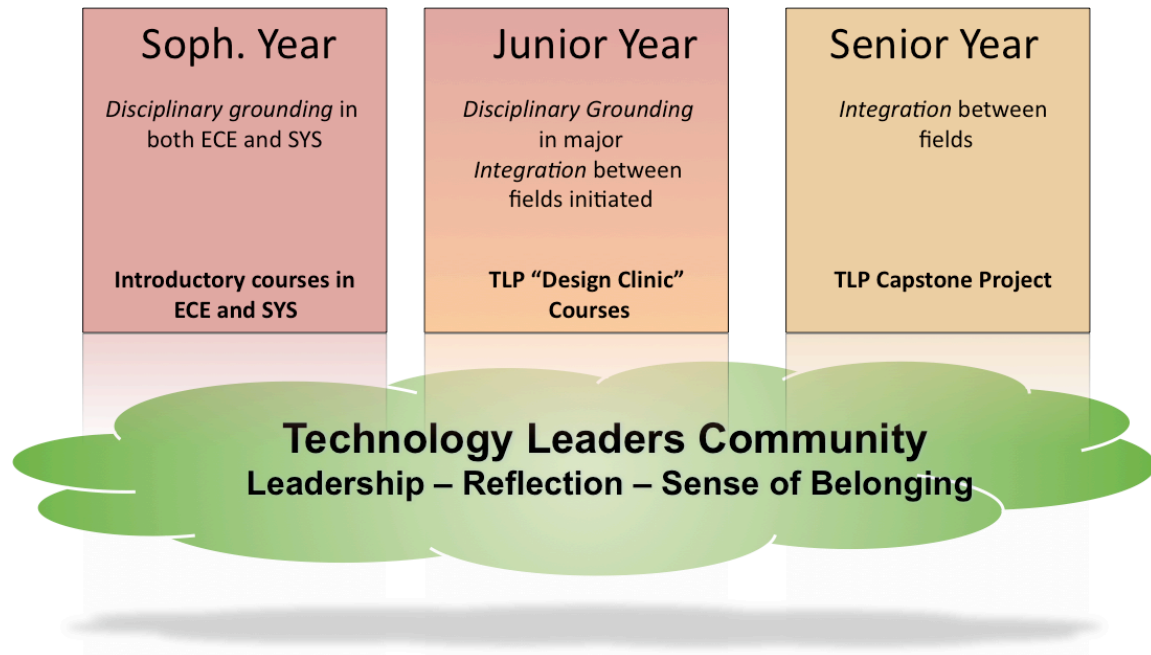 Soph. Year
Disciplinary grounding in
both ECE and SYS
Introductory courses in
ECE and SYS
Junior Year
Disciplinary Grounding
in major
Integration between
fields initiated
TLP “Design Clinic”
Courses
Senior Year
Integration between
fields
TLP Capstone Project
Technology Leaders Community
Leadership – Reflection – Sense of Belonging